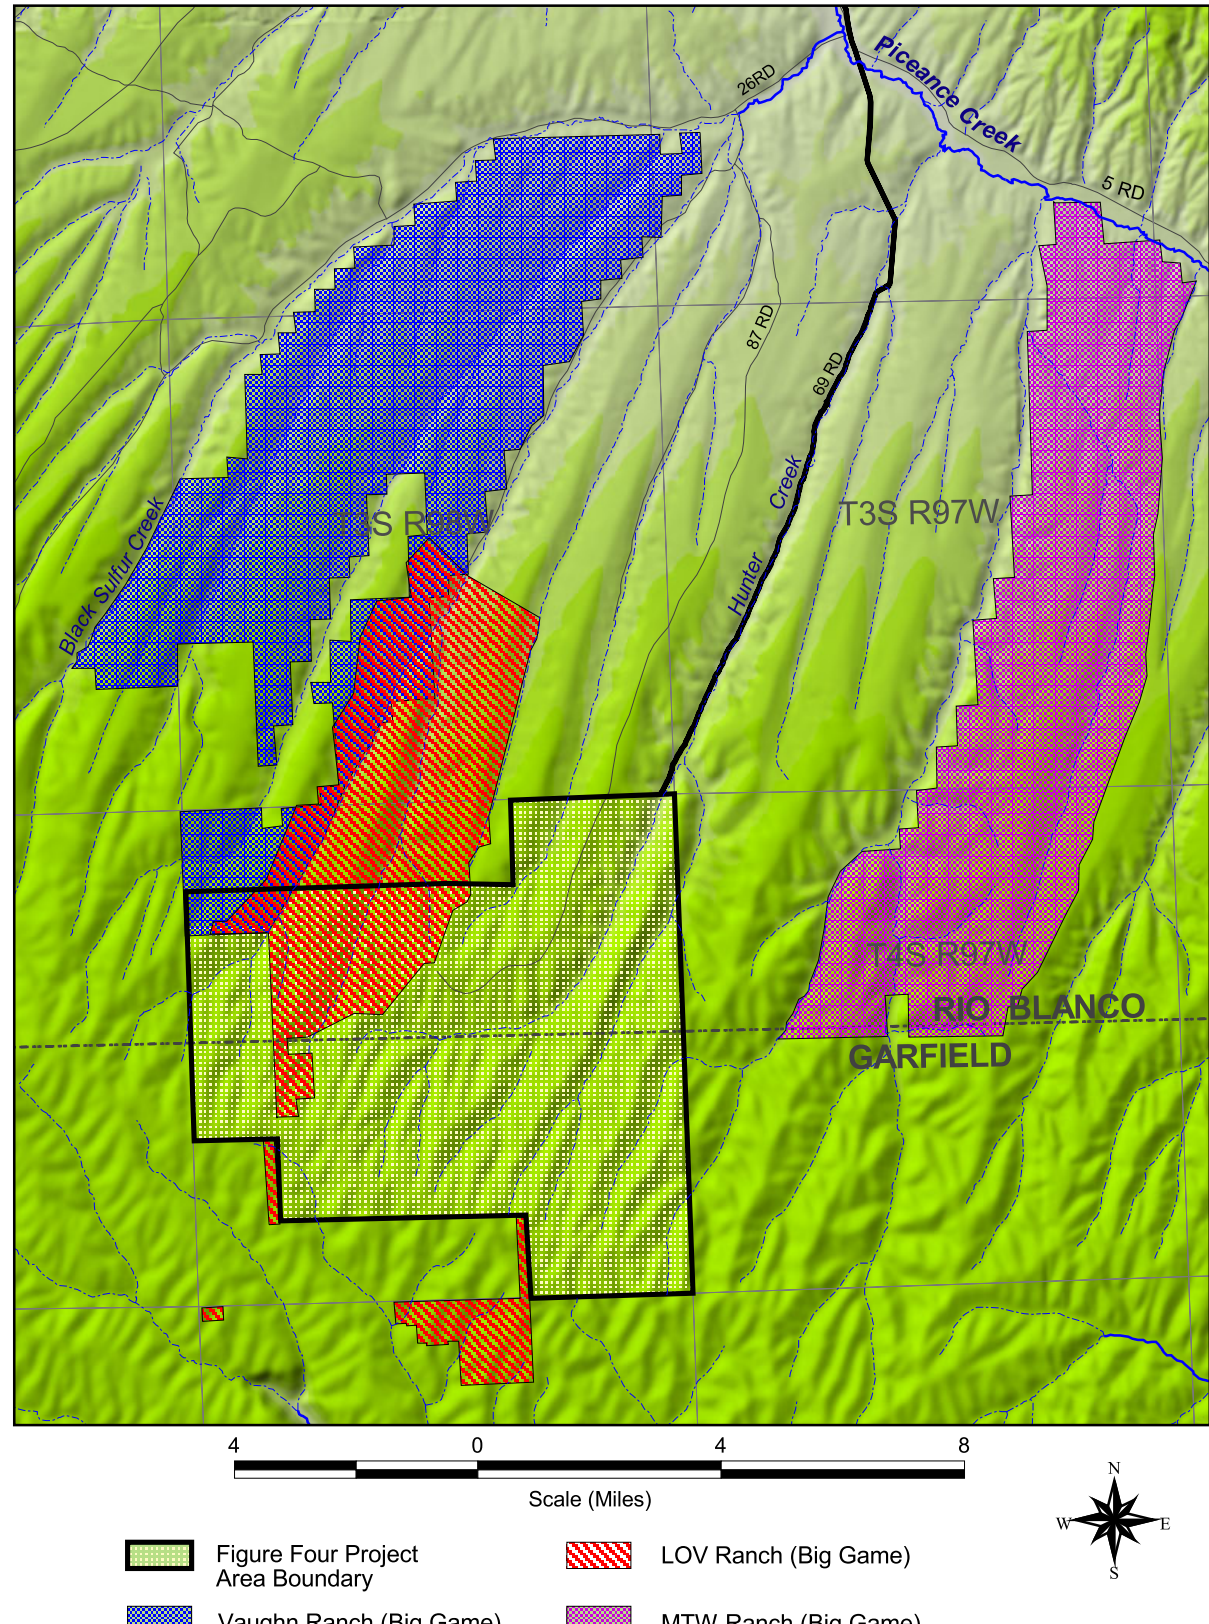 Piceance Creek
26RD
5 RD
87 RD
69 RD
Creek
Hunter
T3S R97W
Black Sulfur Creek
T4S R97W
RIO BLANCO
GARFIELD
4 0 4 8
Scale (Miles)
N
W E
S
Figure Four Project
Area Boundary
LOV Ranch (Big Game)
Vaughn Ranch (Big Game)
MTW Ranch (Big Game)